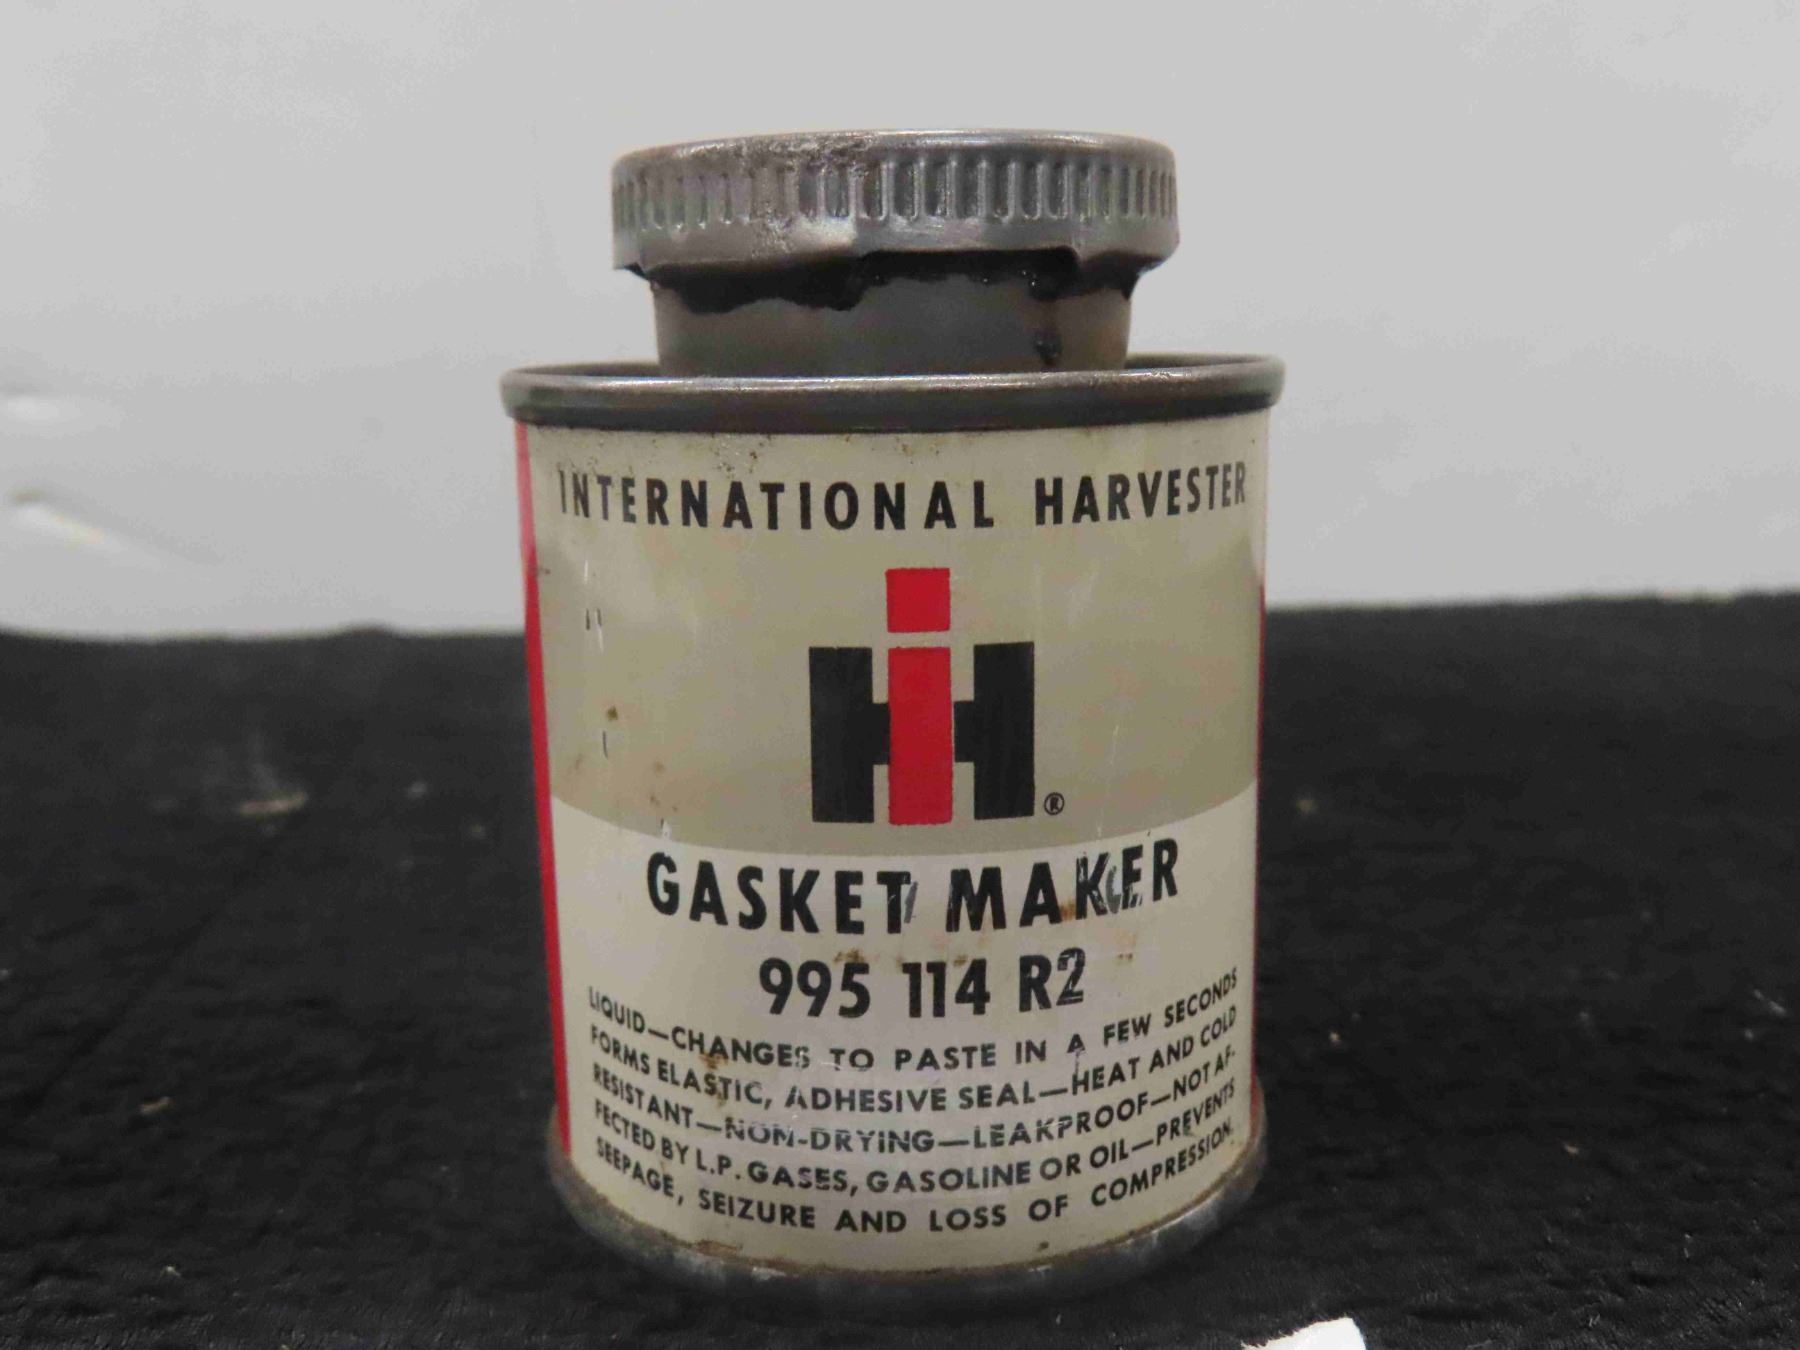 INTERNATIONAL HARVESTER
IH®
GASKET MAKER
995 114 R2
LIQUID—CHANGES TO PASTE IN A FEW SECONDS
FORMS ELASTIC, ADHESIVE SEAL—HEAT AND COLD
RESISTANT—NON-DRYING—LEAKPROOF—NOT AF-
FECTED BY L.P. GASES, GASOLINE OR OIL—PREVENTS
SEEPAGE, SEIZURE AND LOSS OF COMPRESSION.